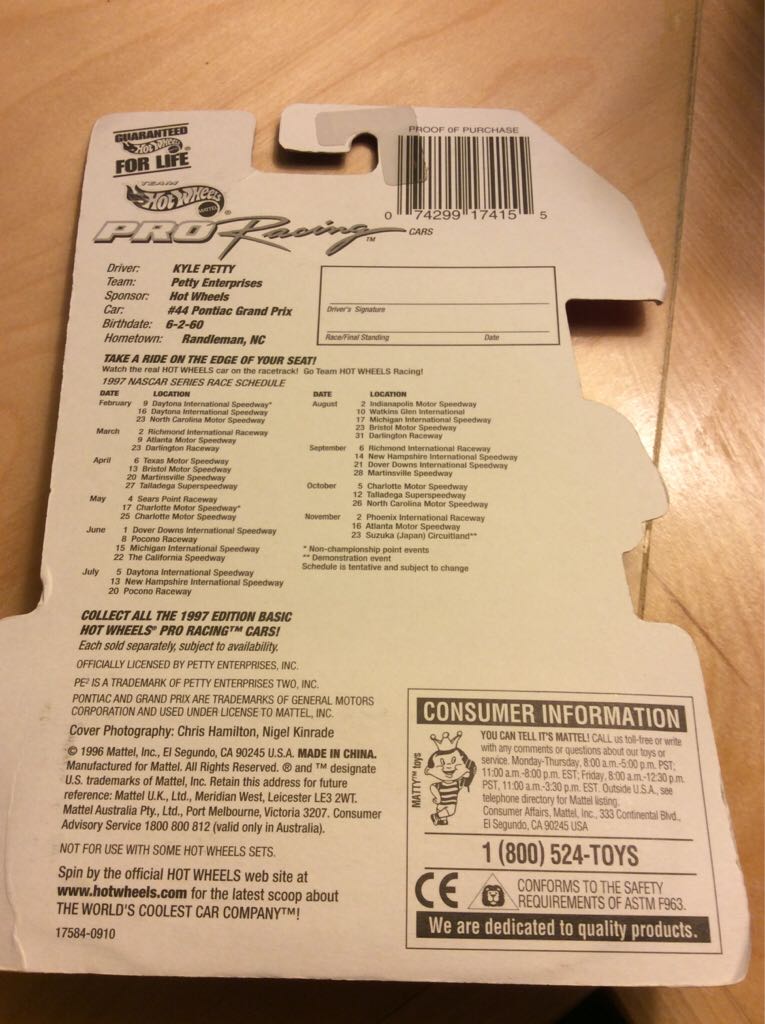 GUARANTEED
HOT WHEELS
FOR LIFE
PROOF OF PURCHASE
0 74299 17415 5
TEAM
HOT WHEELS ®
MATTEL
PRO Racing™ CARS
Driver: KYLE PETTY
Team: Petty Enterprises
Sponsor: Hot Wheels
Car: #44 Pontiac Grand Prix
Birthdate: 6-2-60
Hometown: Randleman, NC
Driver's Signature
Race/Final Standing Date
TAKE A RIDE ON THE EDGE OF YOUR SEAT!
Watch the real HOT WHEELS car on the racetrack! Go Team HOT WHEELS Racing!
1997 NASCAR SERIES RACE SCHEDULE
DATE LOCATION
February 9 Daytona International Speedway*
16 Daytona International Speedway
23 North Carolina Motor Speedway
March 2 Richmond International Raceway
9 Atlanta Motor Speedway
23 Darlington Raceway
April 6 Texas Motor Speedway
13 Bristol Motor Speedway
20 Martinsville Speedway
27 Talladega Superspeedway
May 4 Sears Point Raceway
17 Charlotte Motor Speedway*
25 Charlotte Motor Speedway
June 1 Dover Downs International Speedway
8 Pocono Raceway
15 Michigan International Speedway
22 The California Speedway
July 5 Daytona International Speedway
13 New Hampshire International Speedway
20 Pocono Raceway
DATE LOCATION
August 2 Indianapolis Motor Speedway
10 Watkins Glen International
17 Michigan International Speedway
23 Bristol Motor Speedway
31 Darlington Raceway
September 6 Richmond International Raceway
14 New Hampshire International Speedway
21 Dover Downs International Speedway
28 Martinsville Speedway
October 5 Charlotte Motor Speedway
12 Talladega Superspeedway
26 North Carolina Motor Speedway
November 2 Phoenix International Raceway
16 Atlanta Motor Speedway
23 Suzuka (Japan) Circuitland**
* Non-championship point events
** Demonstration event
Schedule is tentative and subject to change
COLLECT ALL THE 1997 EDITION BASIC
HOT WHEELS® PRO RACING™ CARS!
Each sold separately, subject to availability.
OFFICIALLY LICENSED BY PETTY ENTERPRISES, INC.
PE² IS A TRADEMARK OF PETTY ENTERPRISES TWO, INC.
PONTIAC AND GRAND PRIX ARE TRADEMARKS OF GENERAL MOTORS
CORPORATION AND USED UNDER LICENSE TO MATTEL, INC.
Cover Photography: Chris Hamilton, Nigel Kinrade
© 1996 Mattel, Inc., El Segundo, CA 90245 U.S.A. MADE IN CHINA.
Manufactured for Mattel. All Rights Reserved. ® and ™ designate
U.S. trademarks of Mattel, Inc. Retain this address for future
reference: Mattel U.K., Ltd., Meridian West, Leicester LE3 2WT.
Mattel Australia Pty., Ltd., Port Melbourne, Victoria 3207. Consumer
Advisory Service 1800 800 812 (valid only in Australia).
NOT FOR USE WITH SOME HOT WHEELS SETS.
Spin by the official HOT WHEELS web site at
www.hotwheels.com for the latest scoop about
THE WORLD'S COOLEST CAR COMPANY™!
17584-0910
CONSUMER INFORMATION
MATTY™ toys
YOU CAN TELL IT'S MATTEL! CALL us toll-free or write
with any comments or questions about our toys or
service. Monday-Thursday, 8:00 a.m.-5:00 p.m. PST;
11:00 a.m.-8:00 p.m. EST; Friday, 8:00 a.m.-12:30 p.m.
PST, 11:00 a.m.-3:30 p.m. EST. Outside U.S.A., see
telephone directory for Mattel listing.
Consumer Affairs, Mattel, Inc., 333 Continental Blvd.,
El Segundo, CA 90245 USA
1 (800) 524-TOYS
CE CONFORMS TO THE SAFETY
REQUIREMENTS OF ASTM F963.
We are dedicated to quality products.